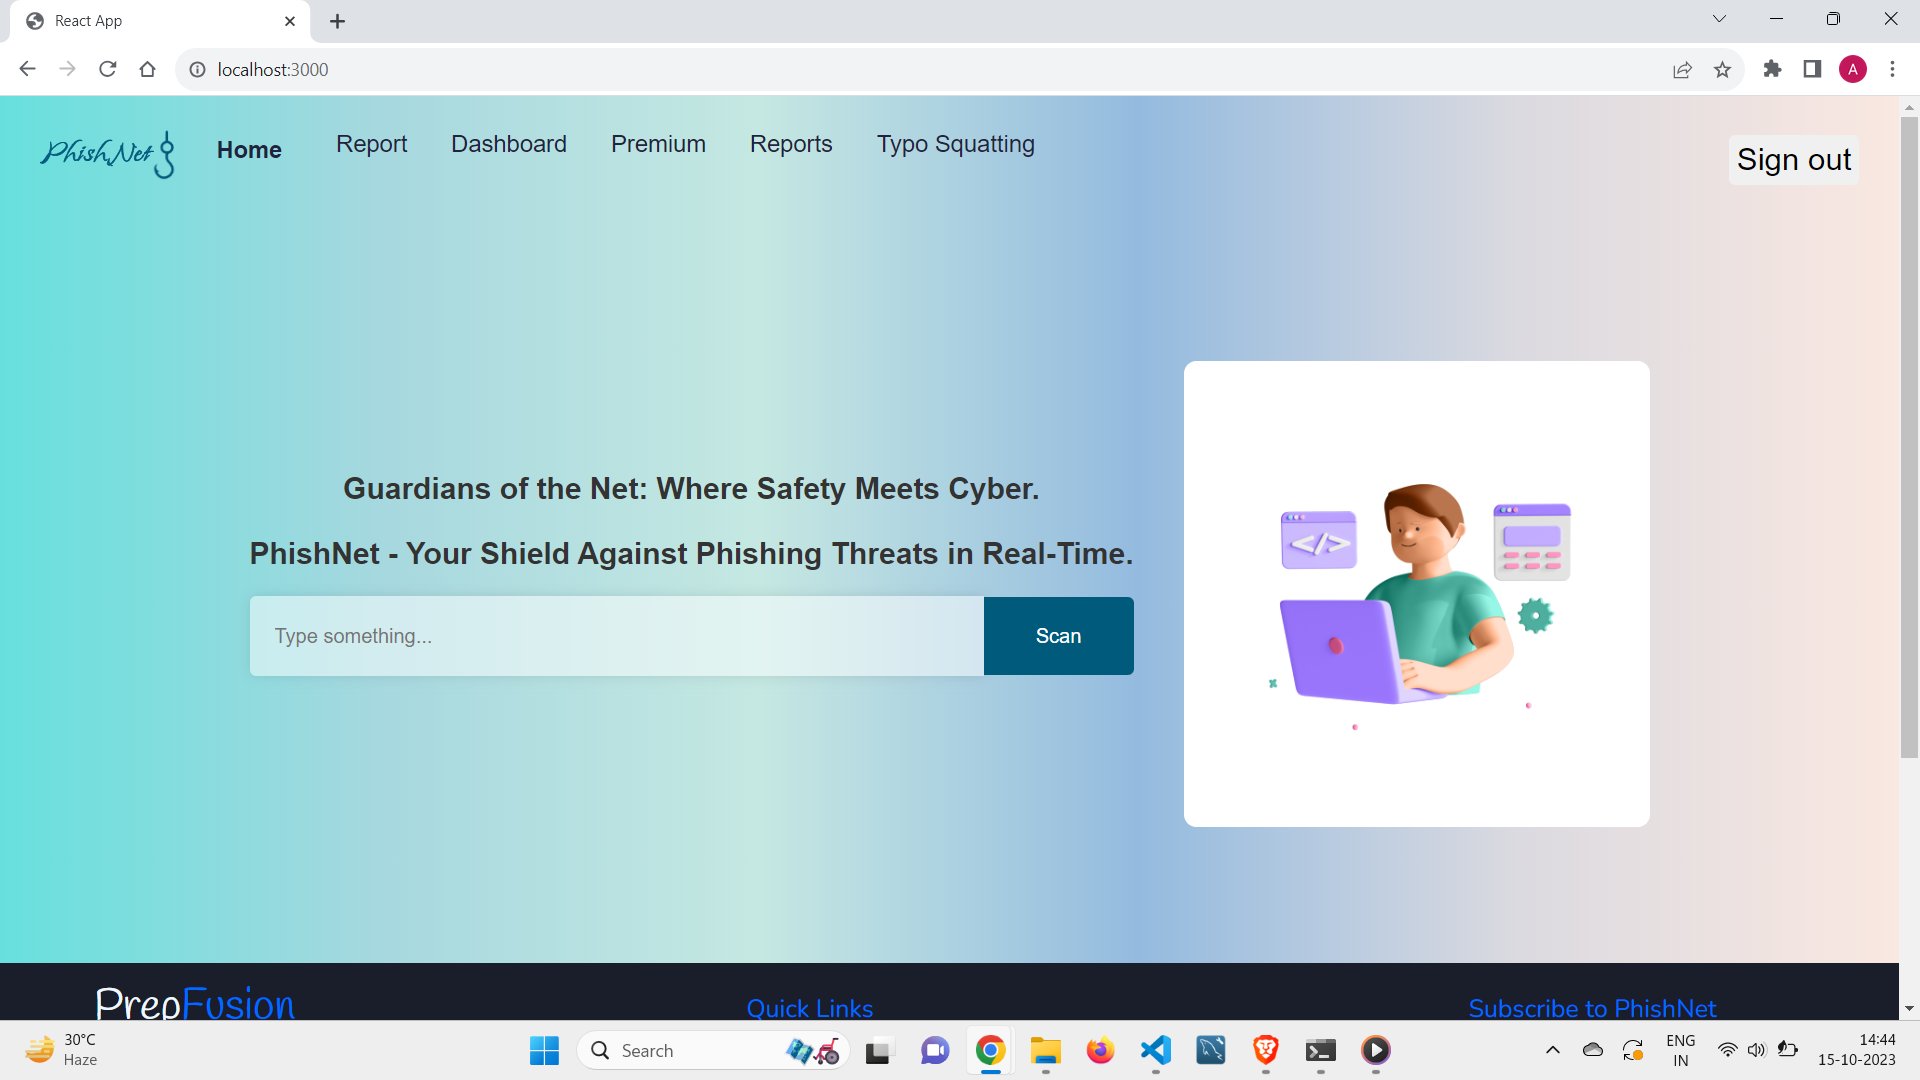 React App
localhost:3000
A
PhishNet
Home
Report
Dashboard
Premium
Reports
Typo Squatting
Sign out
Guardians of the Net: Where Safety Meets Cyber.
PhishNet - Your Shield Against Phishing Threats in Real-Time.
Type something...
Scan
</>
PrepFusion
Quick Links
Subscribe to PhishNet
30°C
Haze
Search
ENG
IN
14:44
15-10-2023